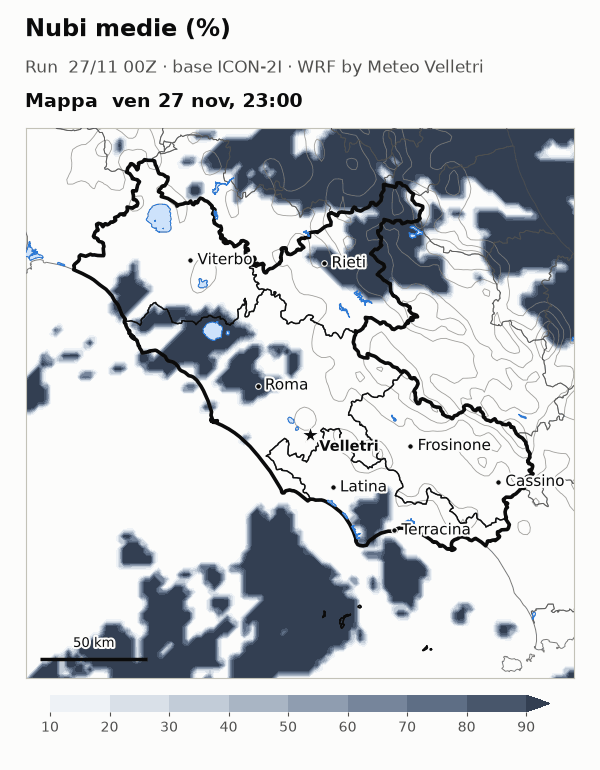 Nubi medie (%)
Run  27/11 00Z · base ICON-2I · WRF by Meteo Velletri
Mappa  ven 27 nov, 23:00
Viterbo
Rieti
Roma
Velletri
Frosinone
Cassino
Latina
Terracina
50 km
10 20 30 40 50 60 70 80 90